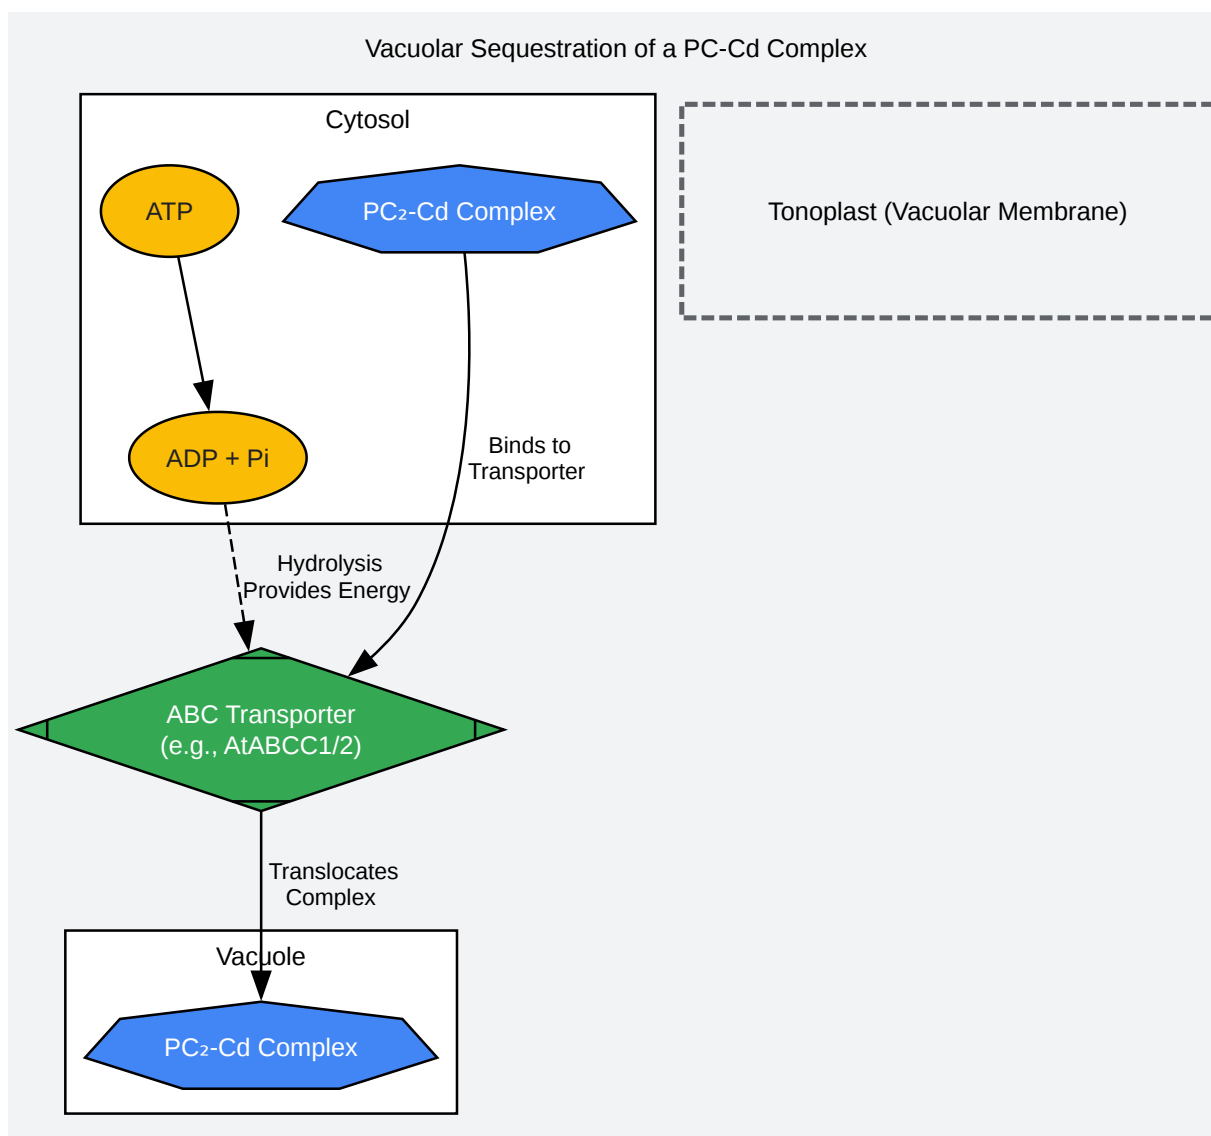 Vacuolar Sequestration of a PC-Cd Complex
Cytosol
ATP
PC₂-Cd Complex
Tonoplast (Vacuolar Membrane)
ADP + Pi
Binds to
Transporter
Hydrolysis
Provides Energy
ABC Transporter
(e.g., AtABCC1/2)
Translocates
Complex
Vacuole
PC₂-Cd Complex